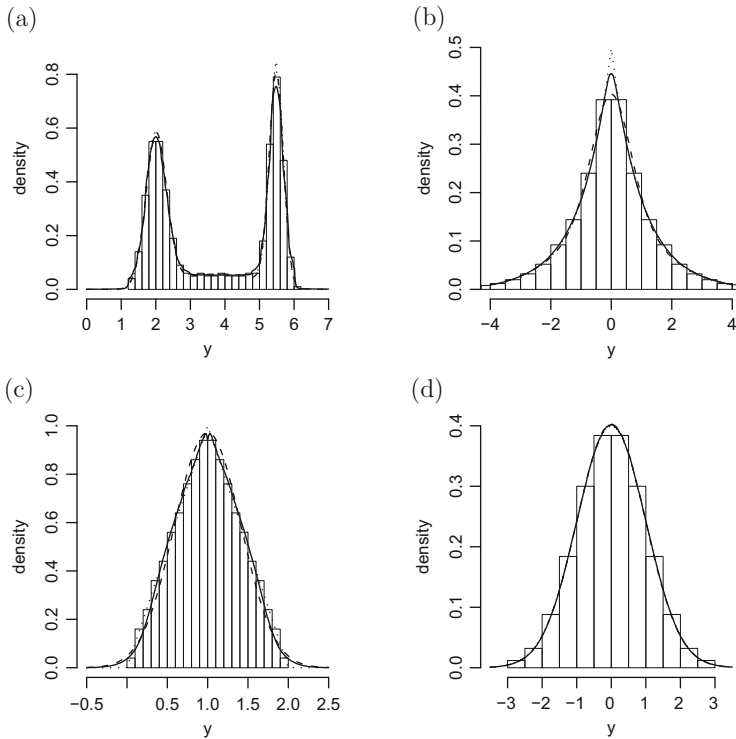 (a)
density
0.0 0.2 0.4 0.6 0.8
0 1 2 3 4 5 6 7
y
(b)
density
0.0 0.1 0.2 0.3 0.4 0.5
−4 −2 0 2 4
y
(c)
density
0.0 0.2 0.4 0.6 0.8 1.0
−0.5 0.5 1.0 1.5 2.0 2.5
y
(d)
density
0.0 0.1 0.2 0.3 0.4
−3 −2 −1 0 1 2 3
y